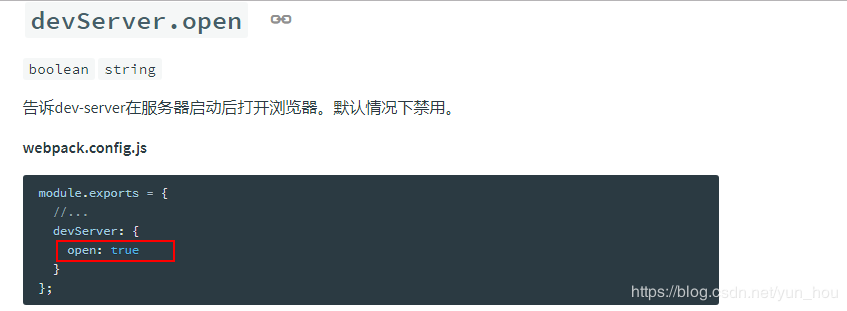 devServer.open
boolean string
告诉dev-server在服务器启动后打开浏览器。默认情况下禁用。
webpack.config.js
module.exports = {
  //...
  devServer: {
    open: true
  }
};
https://blog.csdn.net/yun_hou